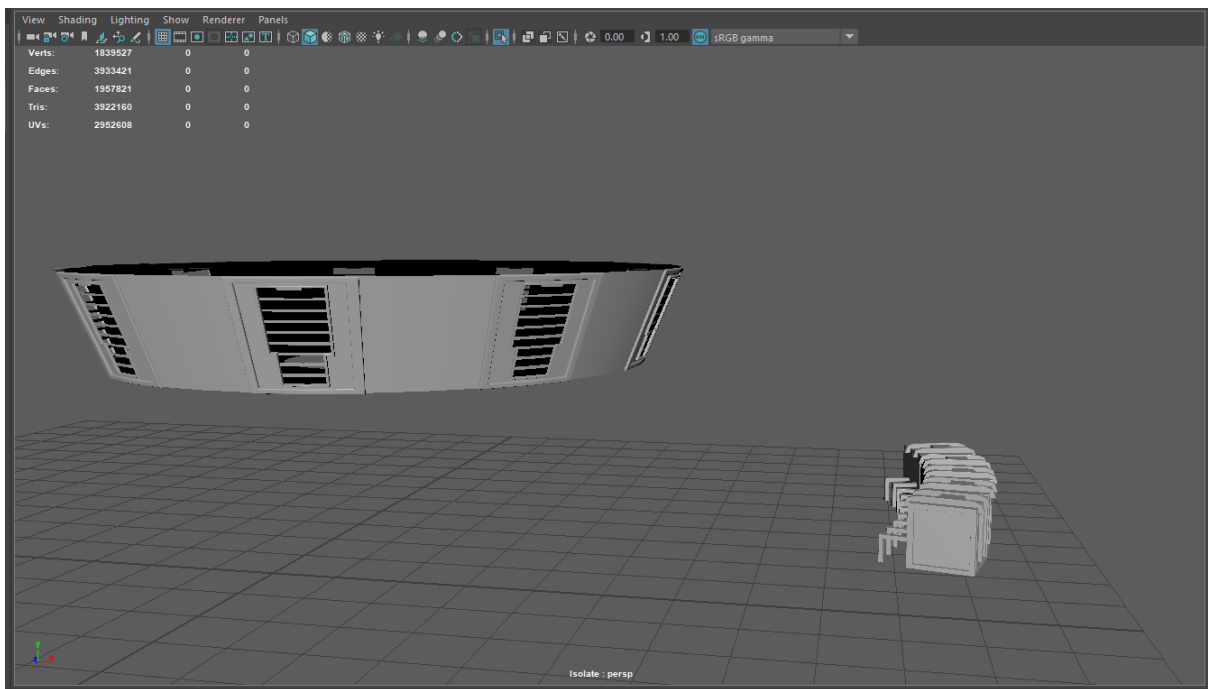 View Shading Lighting Show Renderer Panels
0.00 1.00 ON sRGB gamma
Verts: 1839527 0 0
Edges: 3933421 0 0
Faces: 1957821 0 0
Tris: 3922160 0 0
UVs: 2952608 0 0
y
Isolate : persp